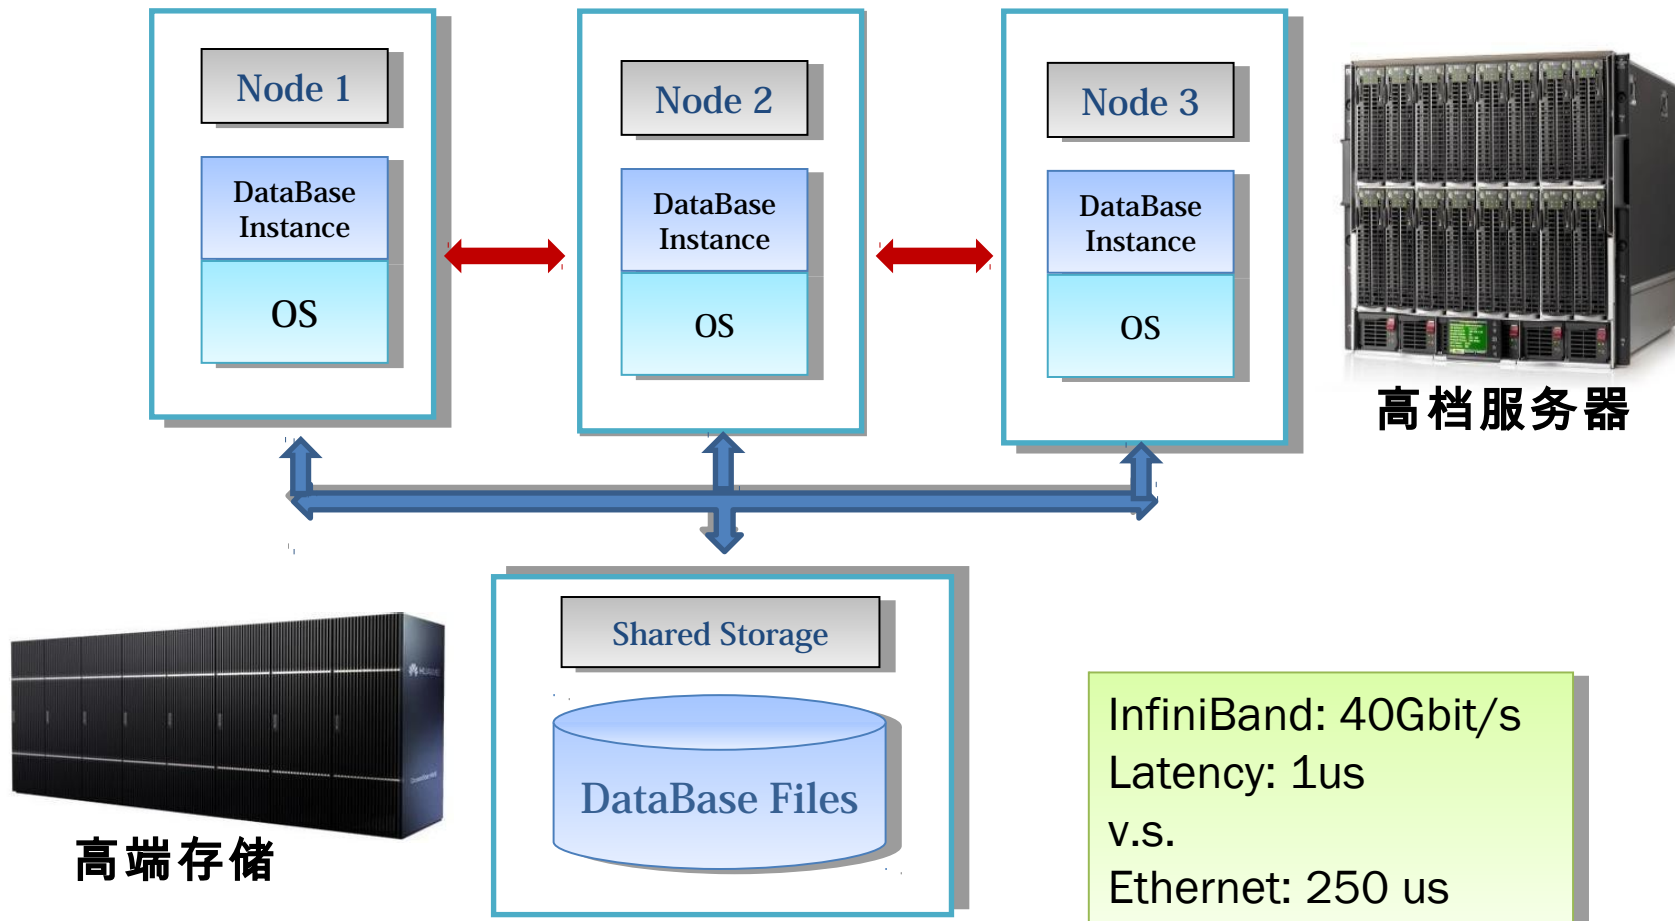 Node 1
DataBase
Instance
OS
Node 2
DataBase
Instance
OS
Node 3
DataBase
Instance
OS
高档服务器
Shared Storage
DataBase Files
HUAWEI
高端存储
InfiniBand: 40Gbit/s
Latency: 1us
v.s.
Ethernet: 250 us